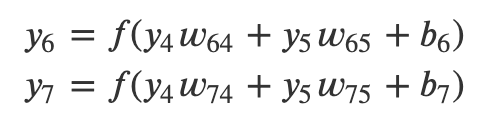 y₆ = f(y₄w₆₄ + y₅w₆₅ + b₆)
y₇ = f(y₄w₇₄ + y₅w₇₅ + b₇)